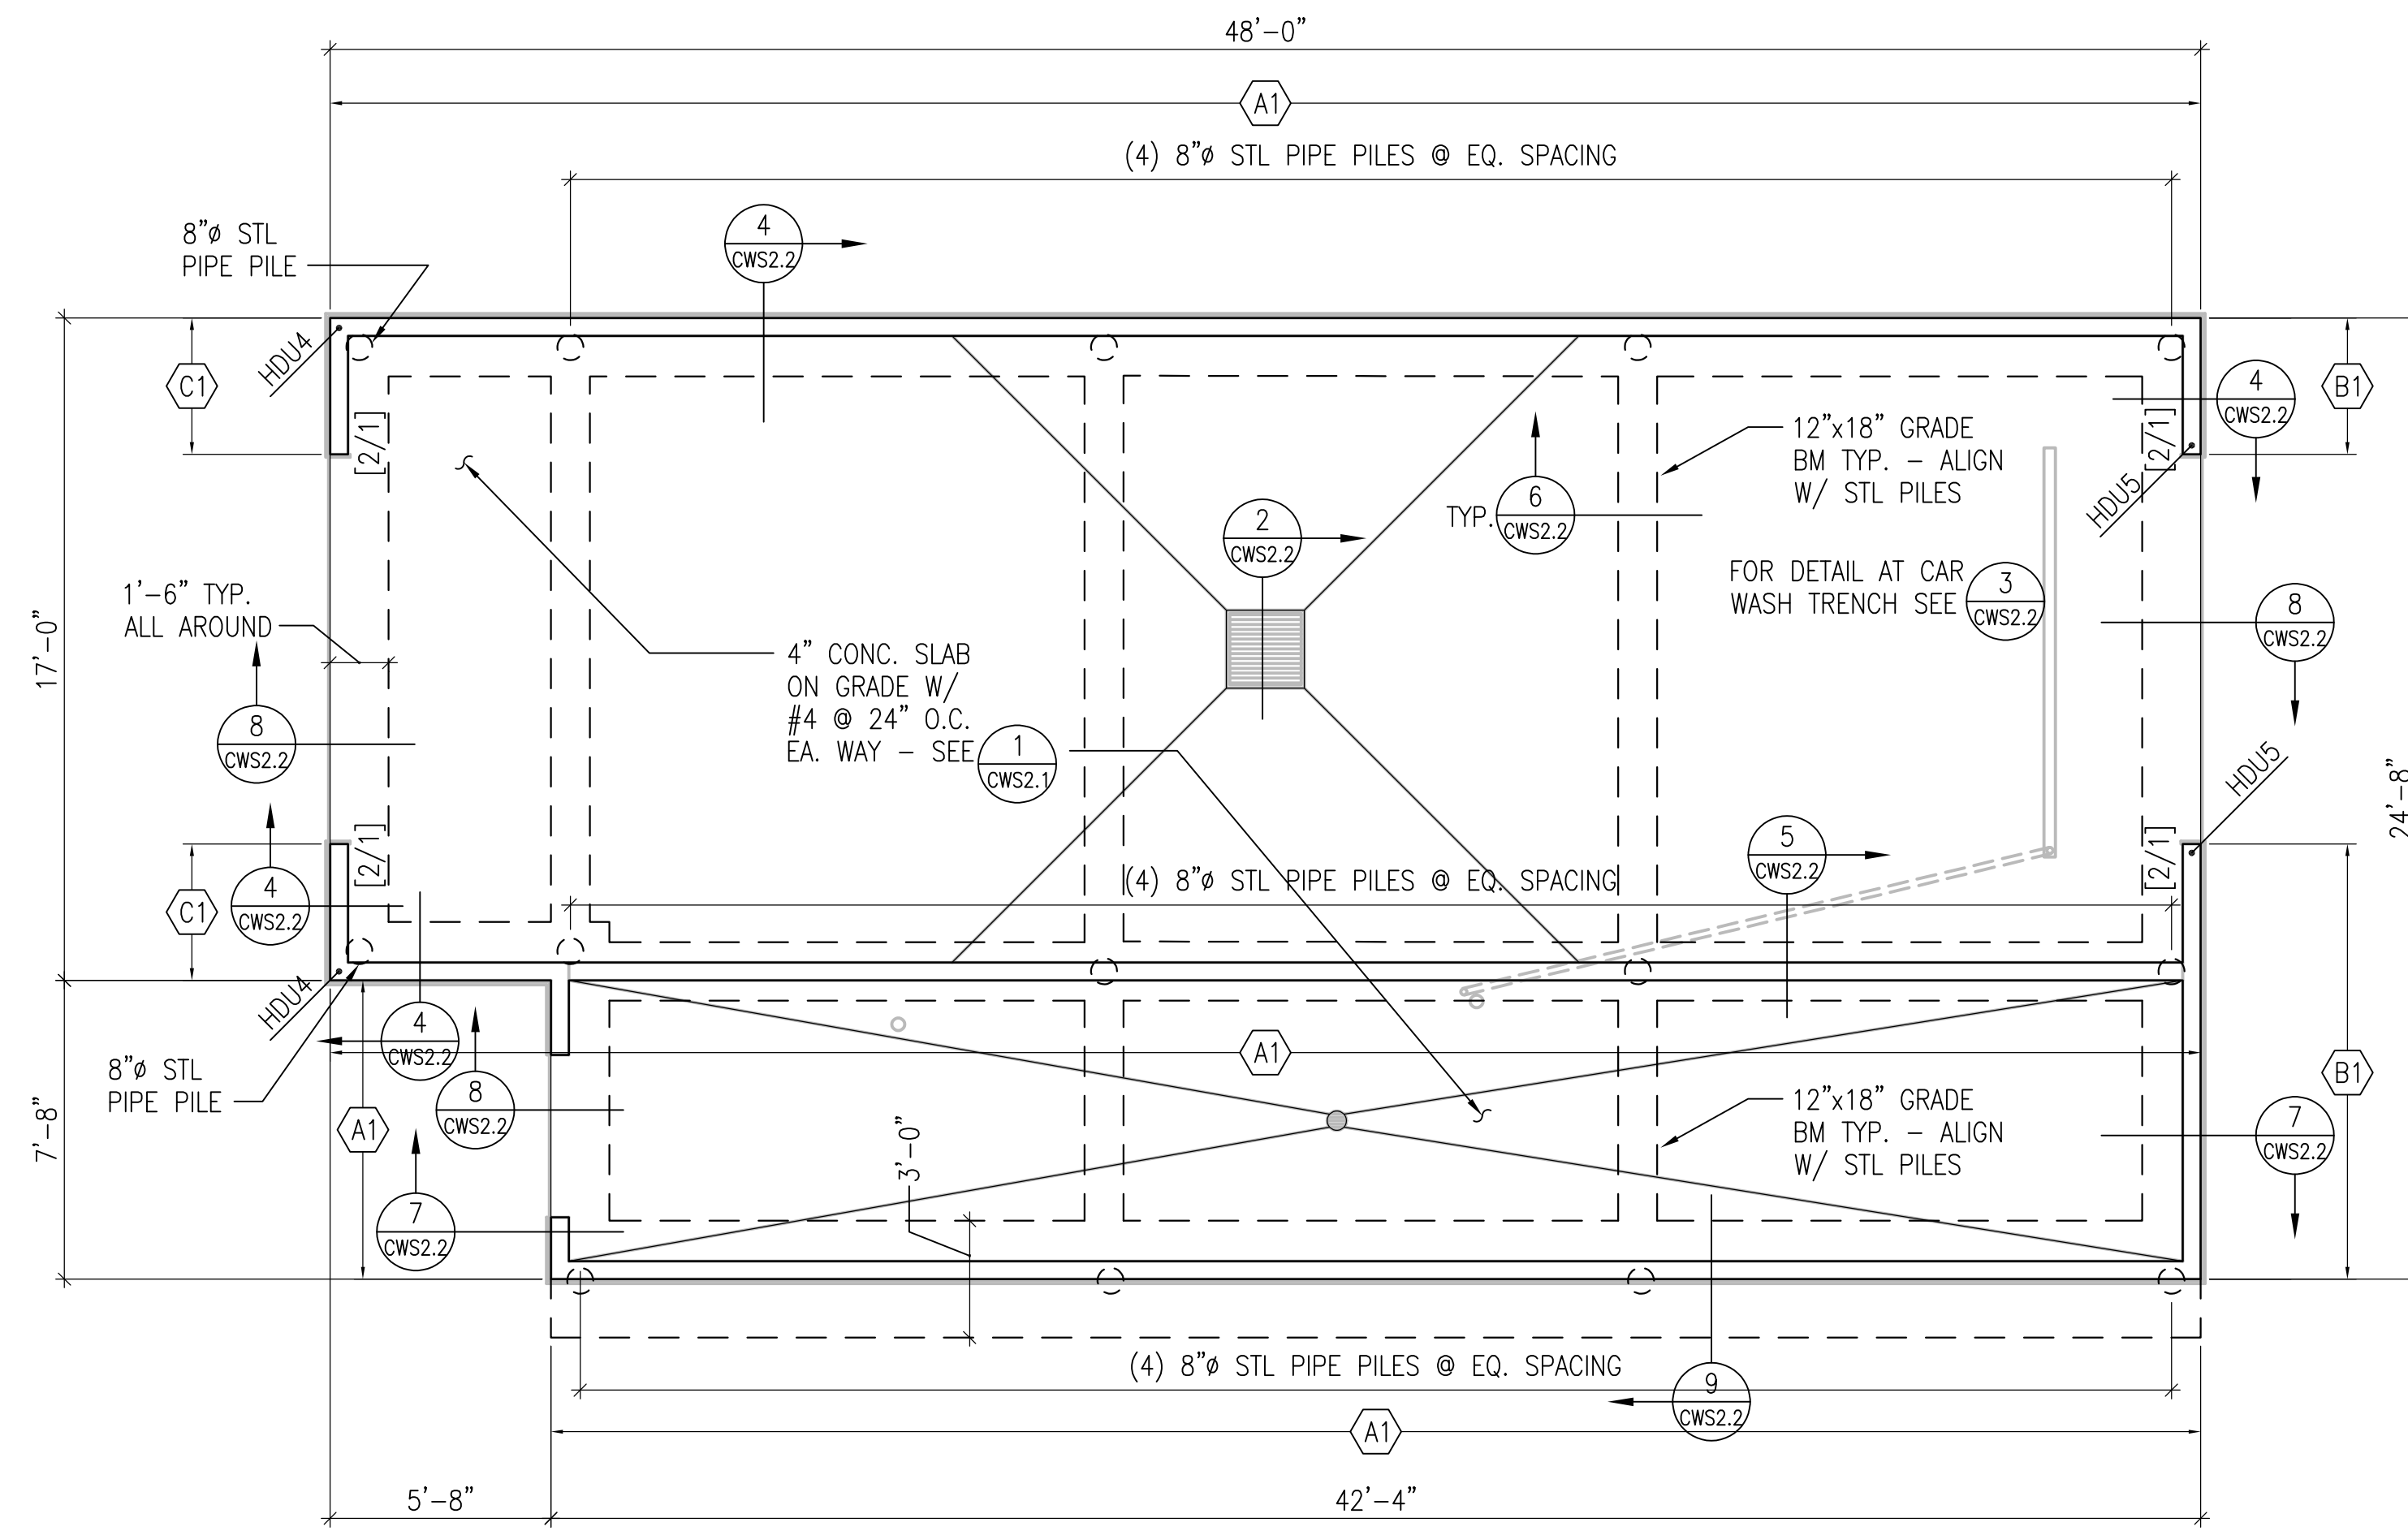 48'-0"
A1
(4) 8"ø STL PIPE PILES @ EQ. SPACING
8"ø STL
PIPE PILE
4
CWS2.2
HDU4
C1
[2/1]
4
CWS2.2
B1
[2/1]
HDU5
12"x18" GRADE
BM TYP. - ALIGN
W/ STL PILES
TYP.
6
CWS2.2
2
CWS2.2
FOR DETAIL AT CAR
WASH TRENCH SEE
3
CWS2.2
8
CWS2.2
1'-6" TYP.
ALL AROUND
17'-0"
4" CONC. SLAB
ON GRADE W/
#4 @ 24" O.C.
EA. WAY - SEE
1
CWS2.1
8
CWS2.2
HDU5
24'-8"
5
CWS2.2
[2/1]
[2/1]
(4) 8"ø STL PIPE PILES @ EQ. SPACING
4
CWS2.2
C1
HDU4
4
CWS2.2
A1
8"ø STL
PIPE PILE
8
CWS2.2
B1
7'-8"
A1
3'-0"
12"x18" GRADE
BM TYP. - ALIGN
W/ STL PILES
7
CWS2.2
7
CWS2.2
(4) 8"ø STL PIPE PILES @ EQ. SPACING
9
CWS2.2
A1
5'-8"
42'-4"